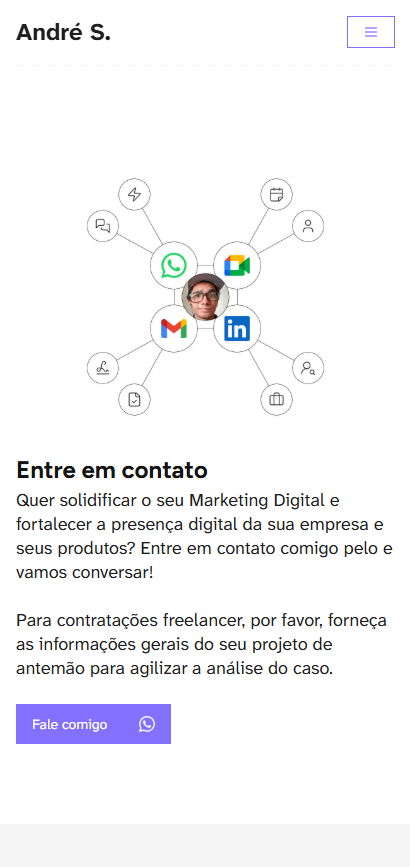 André S.
Entre em contato
Quer solidificar o seu Marketing Digital e
fortalecer a presença digital da sua empresa e
seus produtos? Entre em contato comigo pelo e
vamos conversar!
Para contratações freelancer, por favor, forneça
as informações gerais do seu projeto de
antemão para agilizar a análise do caso.
Fale comigo